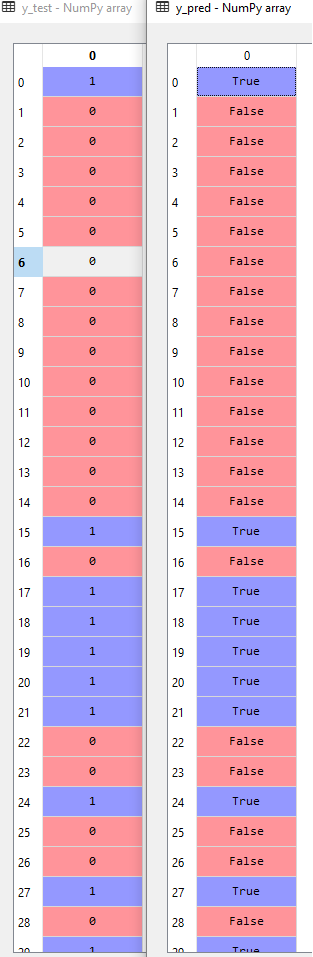 y_test - NumPy array y_pred - NumPy array
0 0
0 1 0 True
1 0 1 False
2 0 2 False
3 0 3 False
4 0 4 False
5 0 5 False
6 0 6 False
7 0 7 False
8 0 8 False
9 0 9 False
10 0 10 False
11 0 11 False
12 0 12 False
13 0 13 False
14 0 14 False
15 1 15 True
16 0 16 False
17 1 17 True
18 1 18 True
19 1 19 True
20 1 20 True
21 1 21 True
22 0 22 False
23 0 23 False
24 1 24 True
25 0 25 False
26 0 26 False
27 1 27 True
28 0 28 False
29 1 29 True